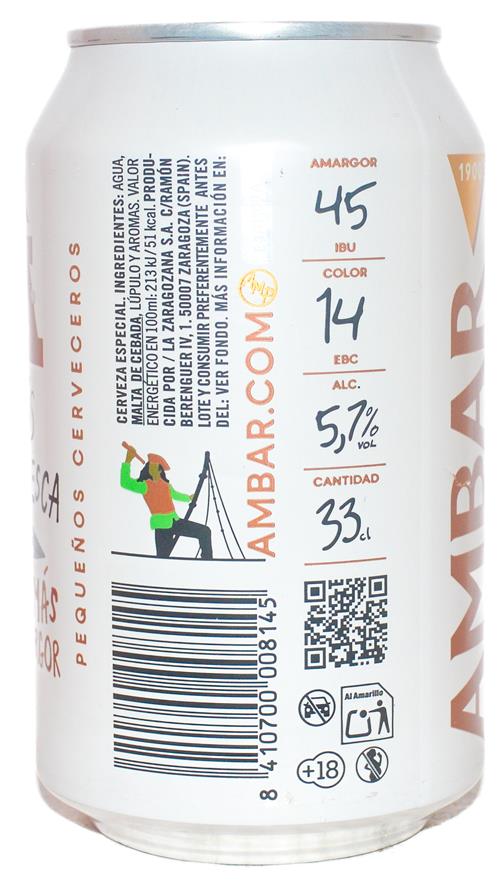 CERVEZA ESPECIAL. INGREDIENTES: AGUA,
MALTA DE CEBADA, LÚPULO Y AROMAS. VALOR
ENERGÉTICO EN 100ml: 213 kJ / 51 kcal. PRODU-
CIDA POR / LA ZARAGOZANA S.A. C/RAMÓN
BERENGUER IV, 1. 50007 ZARAGOZA (SPAIN).
LOTE Y CONSUMIR PREFERENTEMENTE ANTES
DEL: VER FONDO. MÁS INFORMACIÓN EN:
AMBAR.COM
PEQUEÑOS CERVECEROS
ESCA
MÁS
RGOR
AMARGOR
45
IBU
COLOR
14
EBC
ALC.
5,7%
VOL
CANTIDAD
33 cl
Al Amarillo
+18
8 410700 008145
1900
AMBAR